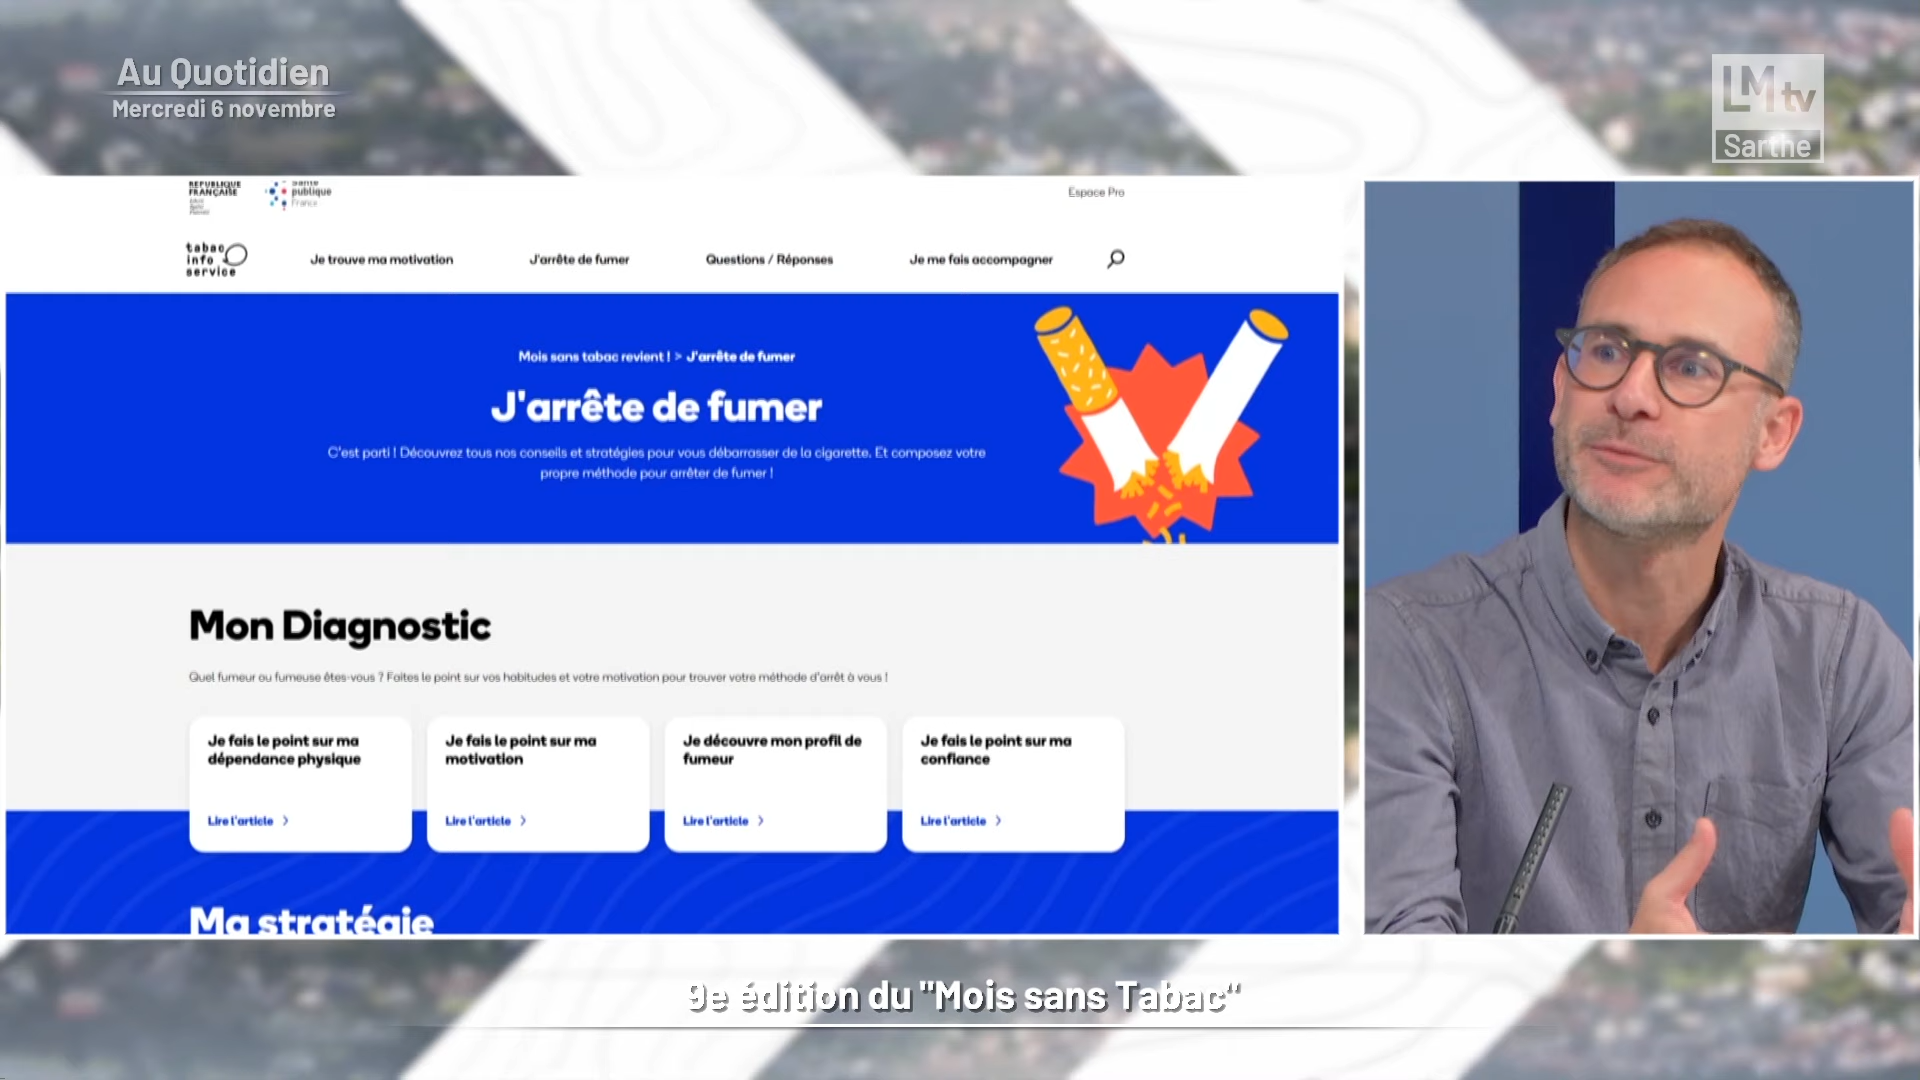 Au Quotidien
Mercredi 6 novembre
LM tv
Sarthe
RÉPUBLIQUE
FRANÇAISE
Santé
publique
France
Espace Pro
tabac
info
service
Je trouve ma motivation
J'arrête de fumer
Questions / Réponses
Je me fais accompagner
Mois sans tabac revient ! > J'arrête de fumer
J'arrête de fumer
C'est parti ! Découvrez tous nos conseils et stratégies pour vous débarrasser de la cigarette. Et composez votre
propre méthode pour arrêter de fumer !
Mon Diagnostic
Quel fumeur ou fumeuse êtes-vous ? Faites le point sur vos habitudes et votre motivation pour trouver votre méthode d'arrêt à vous !
Je fais le point sur ma
dépendance physique
Lire l'article >
Je fais le point sur ma
motivation
Lire l'article >
Je découvre mon profil de
fumeur
Lire l'article >
Je fais le point sur ma
confiance
Lire l'article >
Ma stratégie
9e édition du "Mois sans Tabac"